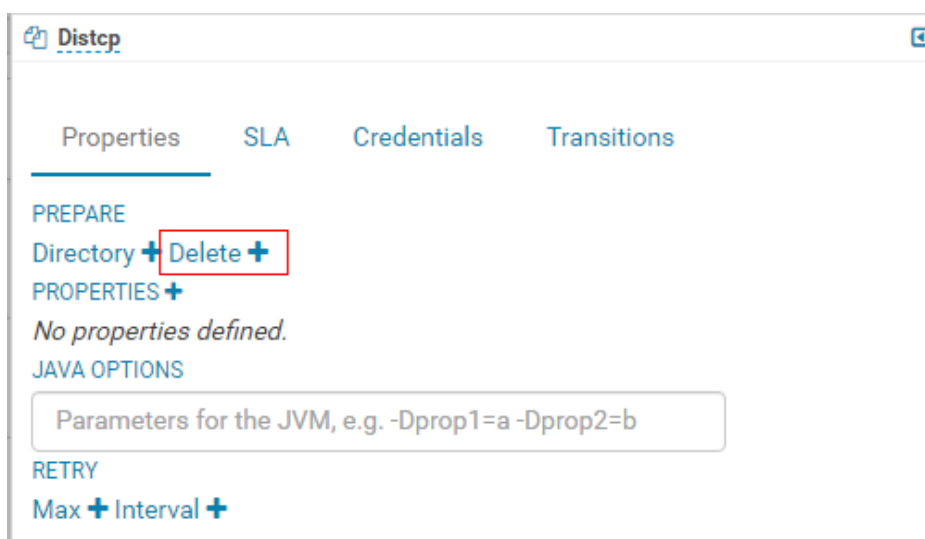 Distcp
Properties SLA Credentials Transitions
PREPARE
Directory + Delete +
PROPERTIES +
No properties defined.
JAVA OPTIONS
Parameters for the JVM, e.g. -Dprop1=a -Dprop2=b
RETRY
Max + Interval +